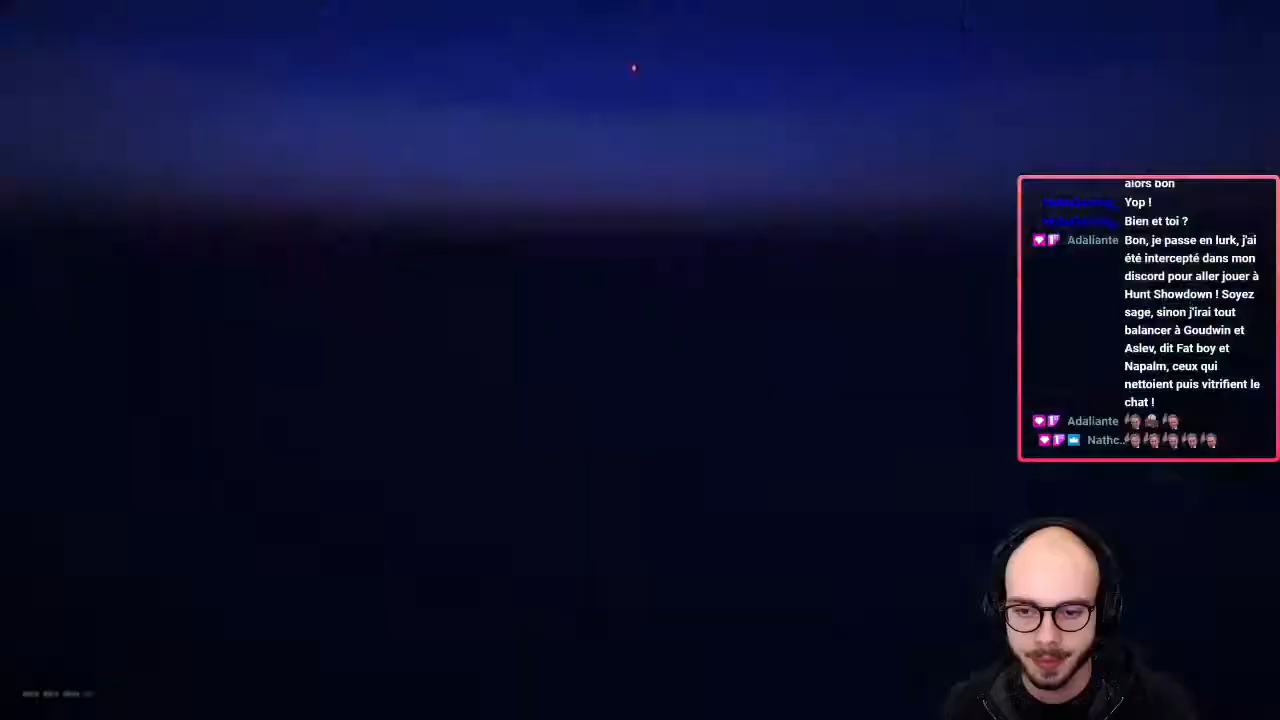 alors bon
Yop !
Bien et toi ?
Adaliante Bon, je passe en lurk, j'ai
été intercepté dans mon
discord pour aller jouer à
Hunt Showdown ! Soyez
sage, sinon j'irai tout
balancer à Goudwin et
Aslev, dit Fat boy et
Napalm, ceux qui
nettoient puis vitrifient le
chat !
Adaliante
Nathc..